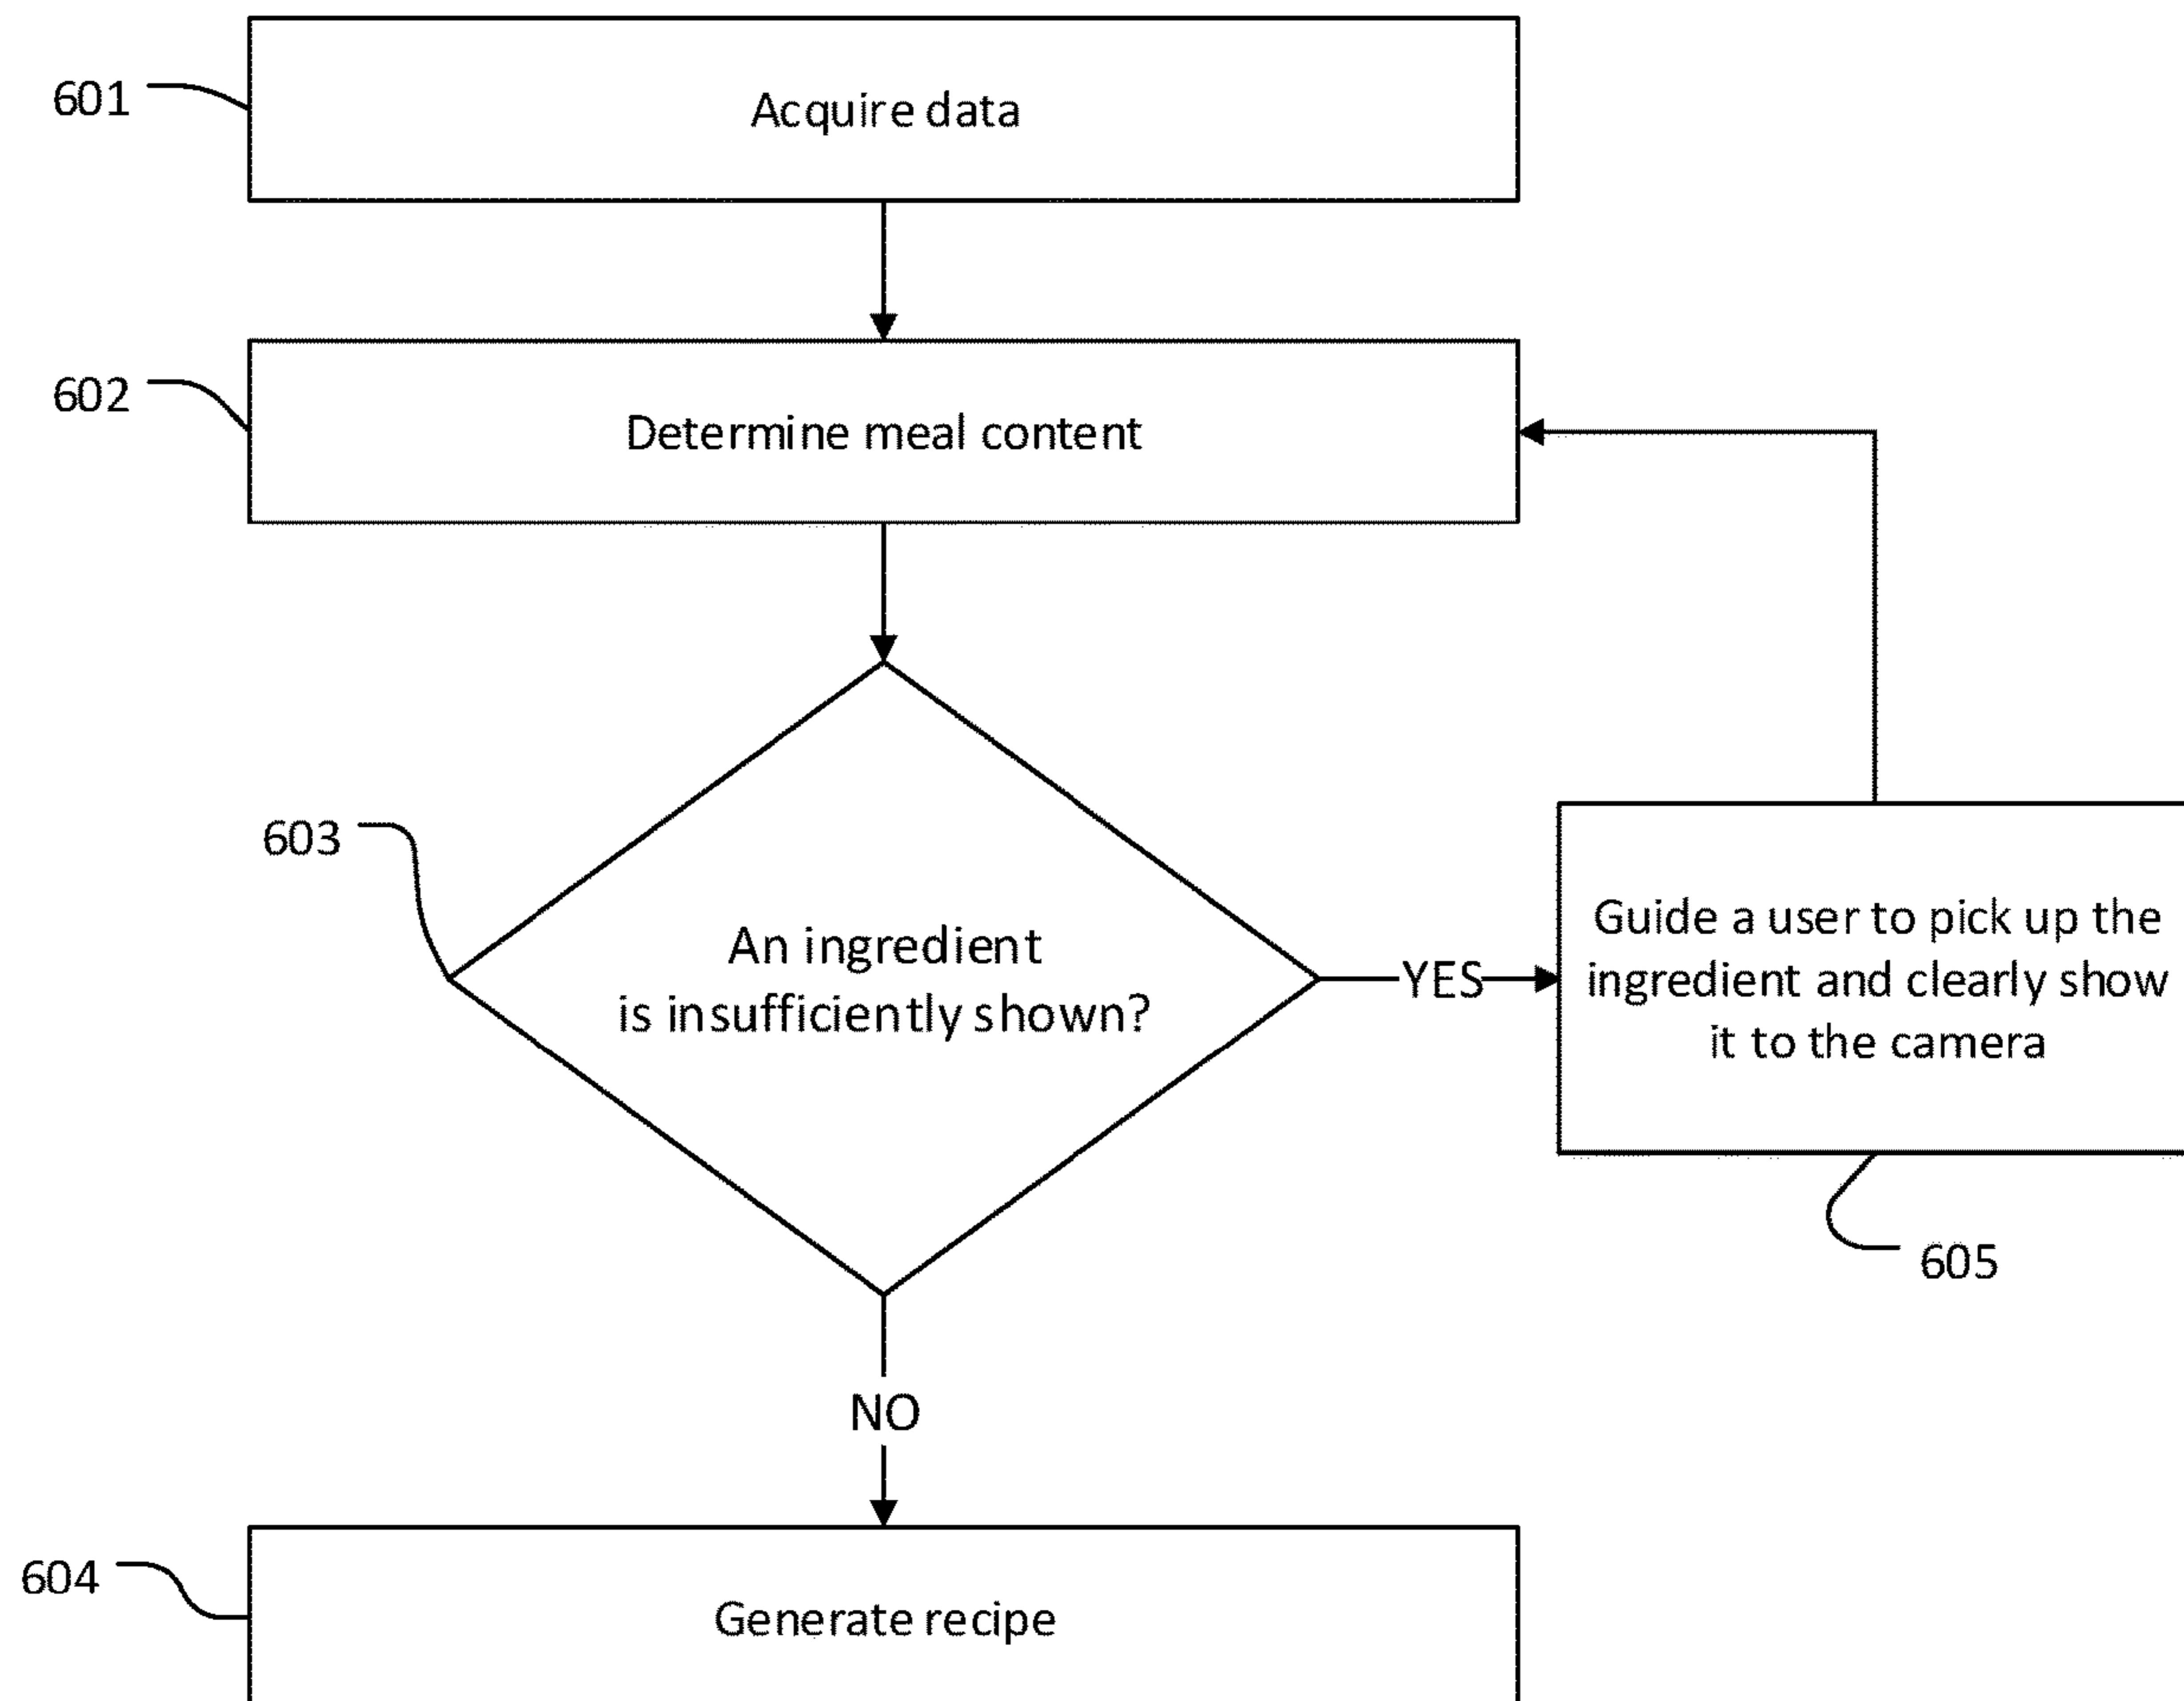 601
Acquire data
602
Determine meal content
603
An ingredient
is insufficiently shown?
YES
Guide a user to pick up the
ingredient and clearly show
it to the camera
605
NO
604
Generate recipe